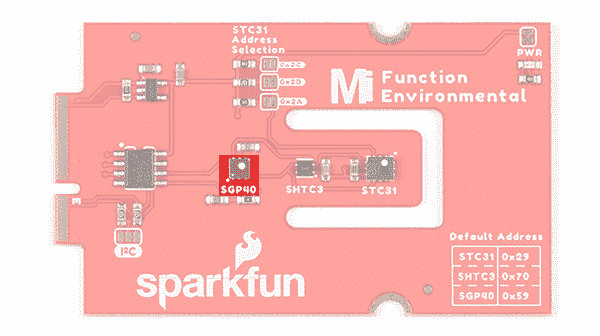 STC31
Address
Selection
0x2C
0x2B
0x2A
PWR
M
Function
Environmental
SGP40
SHTC3
STC31
E
I²C
sparkfun
Default Address
STC31 0x29
SHTC3 0x70
SGP40 0x59